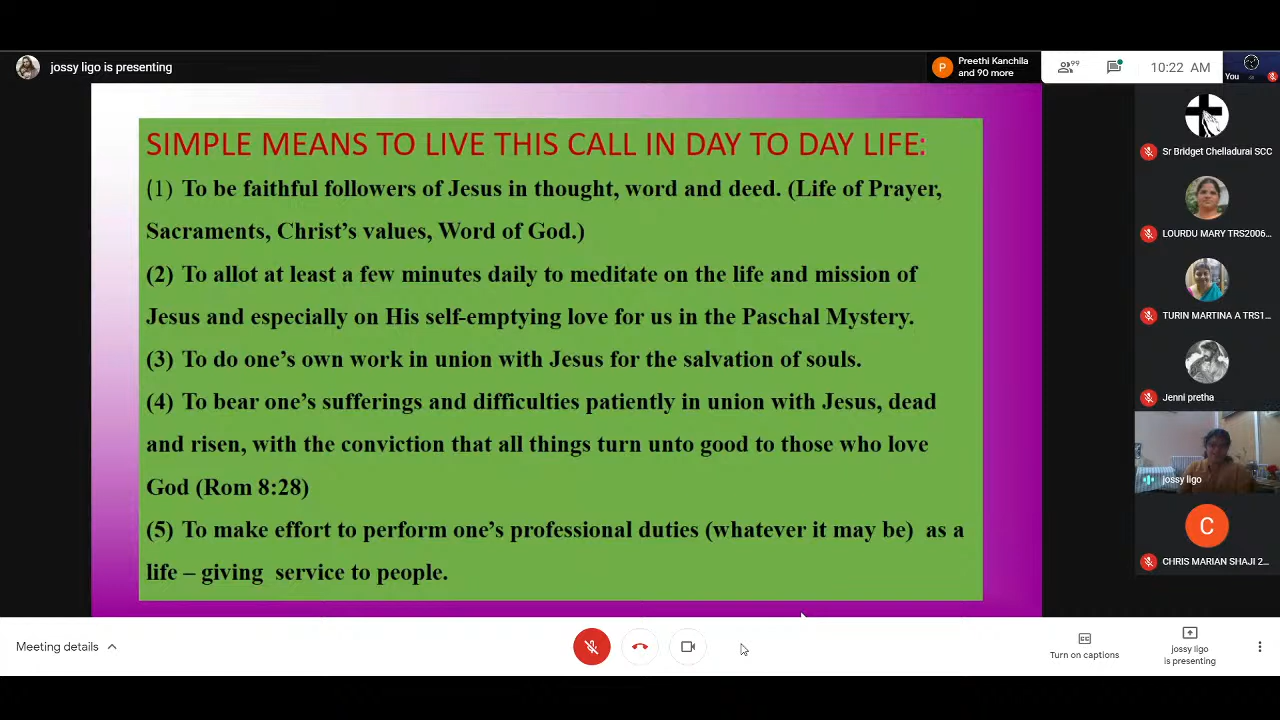 jossy ligo is presenting
Preethi Kanchila
and 90 more
99
10:22 AM
You
SIMPLE MEANS TO LIVE THIS CALL IN DAY TO DAY LIFE:
(1) To be faithful followers of Jesus in thought, word and deed. (Life of Prayer,
Sacraments, Christ's values, Word of God.)
(2) To allot at least a few minutes daily to meditate on the life and mission of
Jesus and especially on His self-emptying love for us in the Paschal Mystery.
(3) To do one's own work in union with Jesus for the salvation of souls.
(4) To bear one's sufferings and difficulties patiently in union with Jesus, dead
and risen, with the conviction that all things turn unto good to those who love
God (Rom 8:28)
(5) To make effort to perform one's professional duties (whatever it may be) as a
life – giving service to people.
P
Sr Bridget Chelladurai SCC
LOURDU MARY TRS2006...
TURIN MARTINA A TRS1...
Jenni pretha
jossy ligo
C
CHRIS MARIAN SHAJI 2...
Meeting details
Turn on captions
jossy ligo
is presenting